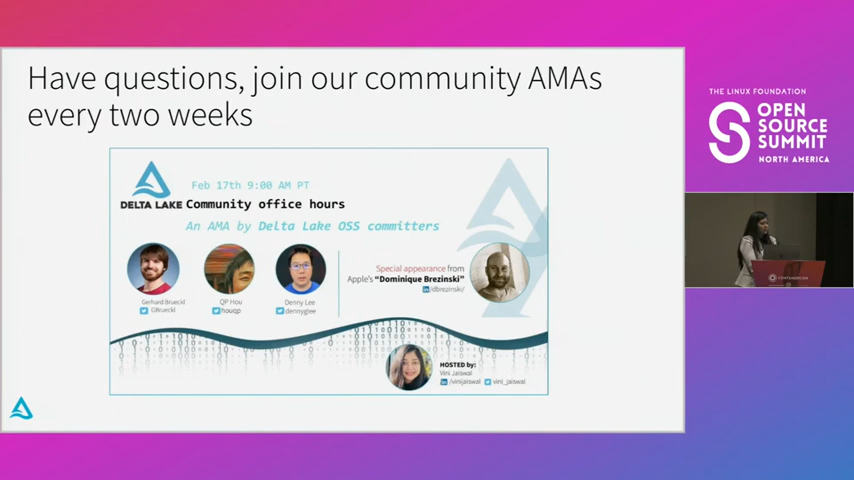 Have questions, join our community AMAs
every two weeks
DELTA LAKE
Feb 17th 9:00 AM PT
Community office hours
An AMA by Delta Lake OSS committers
Gerhard Brueckl
GBrueckl
QP Hou
houqp
Denny Lee
dennyglee
Special appearance from
Apple's "Dominique Brezinski"
/dbrezinski/
HOSTED by:
Vini Jaiswal
/vinijaiswal
vini_jaiswal
THE LINUX FOUNDATION
OPEN
SOURCE
SUMMIT
NORTH AMERICA